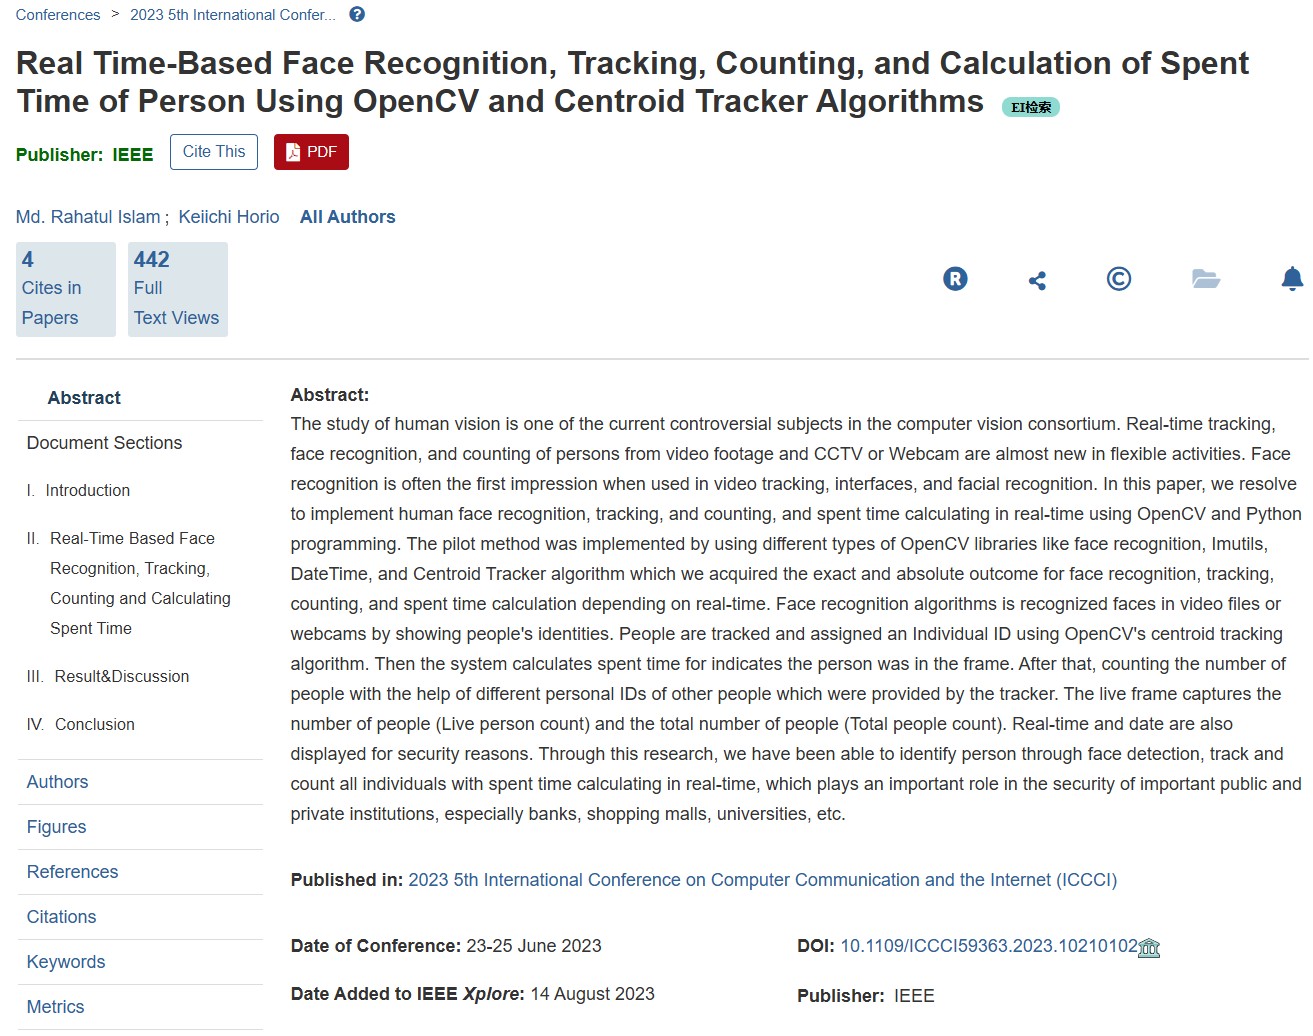 Conferences > 2023 5th International Confer... ?
Real Time-Based Face Recognition, Tracking, Counting, and Calculation of Spent
Time of Person Using OpenCV and Centroid Tracker Algorithms EI检索
Publisher: IEEE Cite This PDF
Md. Rahatul Islam ; Keiichi Horio All Authors
4
Cites in
Papers
442
Full
Text Views
R ©
Abstract
Document Sections
I. Introduction
II. Real-Time Based Face
Recognition, Tracking,
Counting and Calculating
Spent Time
III. Result&Discussion
IV. Conclusion
Authors
Figures
References
Citations
Keywords
Metrics
Abstract:
The study of human vision is one of the current controversial subjects in the computer vision consortium. Real-time tracking,
face recognition, and counting of persons from video footage and CCTV or Webcam are almost new in flexible activities. Face
recognition is often the first impression when used in video tracking, interfaces, and facial recognition. In this paper, we resolve
to implement human face recognition, tracking, and counting, and spent time calculating in real-time using OpenCV and Python
programming. The pilot method was implemented by using different types of OpenCV libraries like face recognition, Imutils,
DateTime, and Centroid Tracker algorithm which we acquired the exact and absolute outcome for face recognition, tracking,
counting, and spent time calculation depending on real-time. Face recognition algorithms is recognized faces in video files or
webcams by showing people's identities. People are tracked and assigned an Individual ID using OpenCV's centroid tracking
algorithm. Then the system calculates spent time for indicates the person was in the frame. After that, counting the number of
people with the help of different personal IDs of other people which were provided by the tracker. The live frame captures the
number of people (Live person count) and the total number of people (Total people count). Real-time and date are also
displayed for security reasons. Through this research, we have been able to identify person through face detection, track and
count all individuals with spent time calculating in real-time, which plays an important role in the security of important public and
private institutions, especially banks, shopping malls, universities, etc.
Published in: 2023 5th International Conference on Computer Communication and the Internet (ICCCI)
Date of Conference: 23-25 June 2023
DOI: 10.1109/ICCCI59363.2023.10210102
Date Added to IEEE Xplore: 14 August 2023
Publisher: IEEE